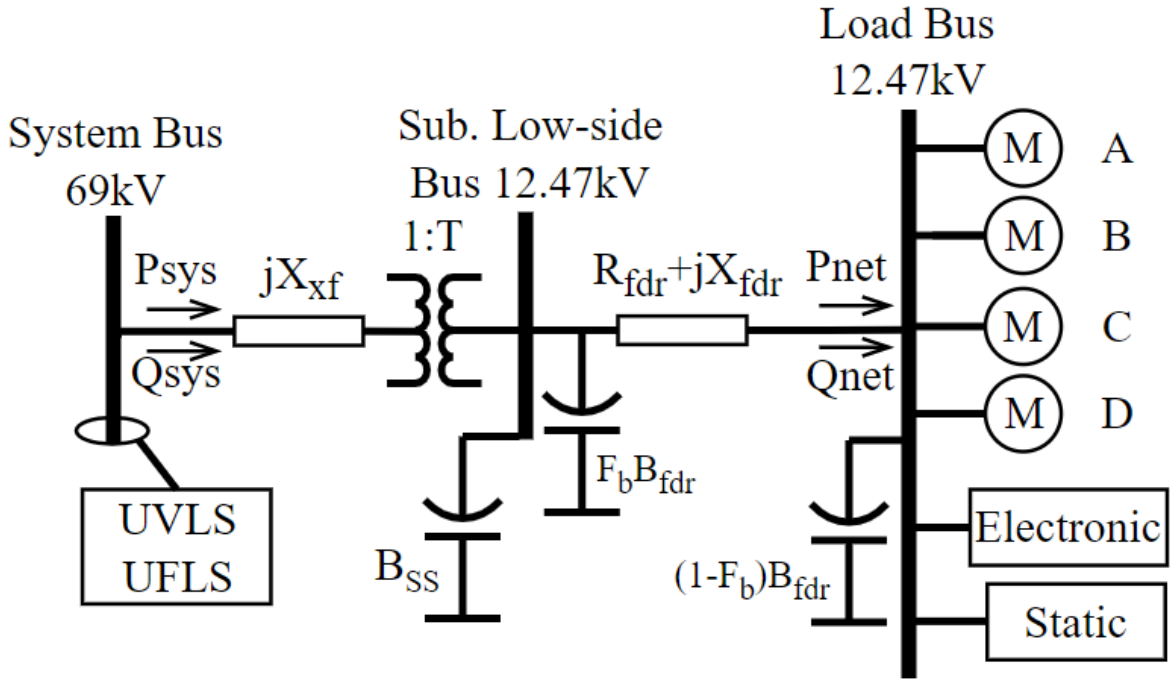 System Bus
69kV
Sub. Low-side
Bus 12.47kV
Load Bus
12.47kV
Psys
Qsys
jXxf
1:T
Rfdr+jXfdr
Pnet
Qnet
M A
M B
M C
M D
UVLS
UFLS
BSS
FbBfdr
(1-Fb)Bfdr
Electronic
Static